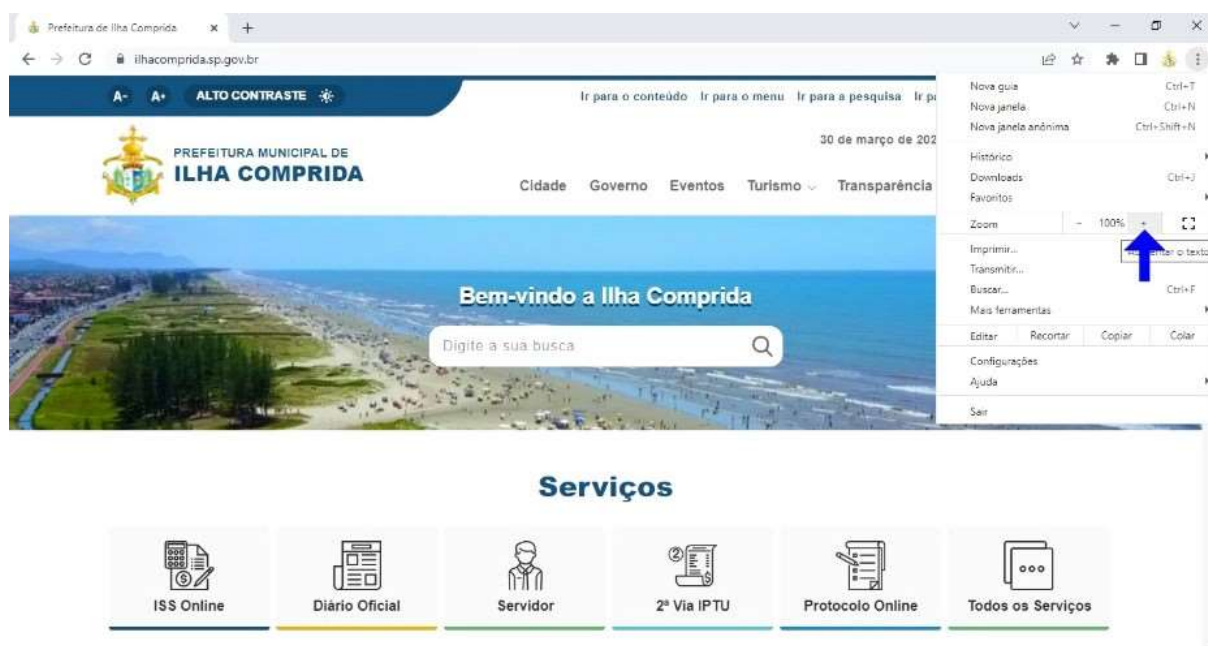 Prefeitura de Ilha Comprida
ilhacomprida.sp.gov.br
A- A+ ALTO CONTRASTE Ir para o conteúdo Ir para o menu Ir para a pesquisa
30 de março de 202
PREFEITURA MUNICIPAL DE
ILHA COMPRIDA
Cidade Governo Eventos Turismo Transparência
Nova guia Ctrl+T
Nova janela Ctrl+N
Nova janela anônima Ctrl+Shift+N
Histórico
Downloads Ctrl+J
Favoritos
Zoom - 100% +
Imprimir...
o texto
Transmitir...
Buscar... Ctrl+F
Mais ferramentas
Editar Recortar Copiar Colar
Configurações
Ajuda
Sair
Bem-vindo a Ilha Comprida
Digite a sua busca
Serviços
ISS Online
Diário Oficial
Servidor
2ª Via IPTU
Protocolo Online
Todos os Serviços